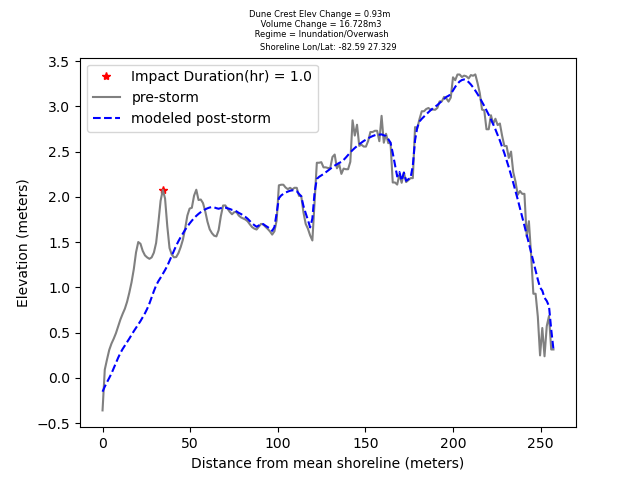 Dune Crest Elev Change = 0.93m
Volume Change = 16.728m3
Regime = Inundation/Overwash
Shoreline Lon/Lat: -82.59 27.329
Impact Duration(hr) = 1.0
pre-storm
modeled post-storm
3.5
3.0
2.5
2.0
1.5
1.0
0.5
0.0
−0.5
Elevation (meters)
0
50
100
150
200
250
Distance from mean shoreline (meters)